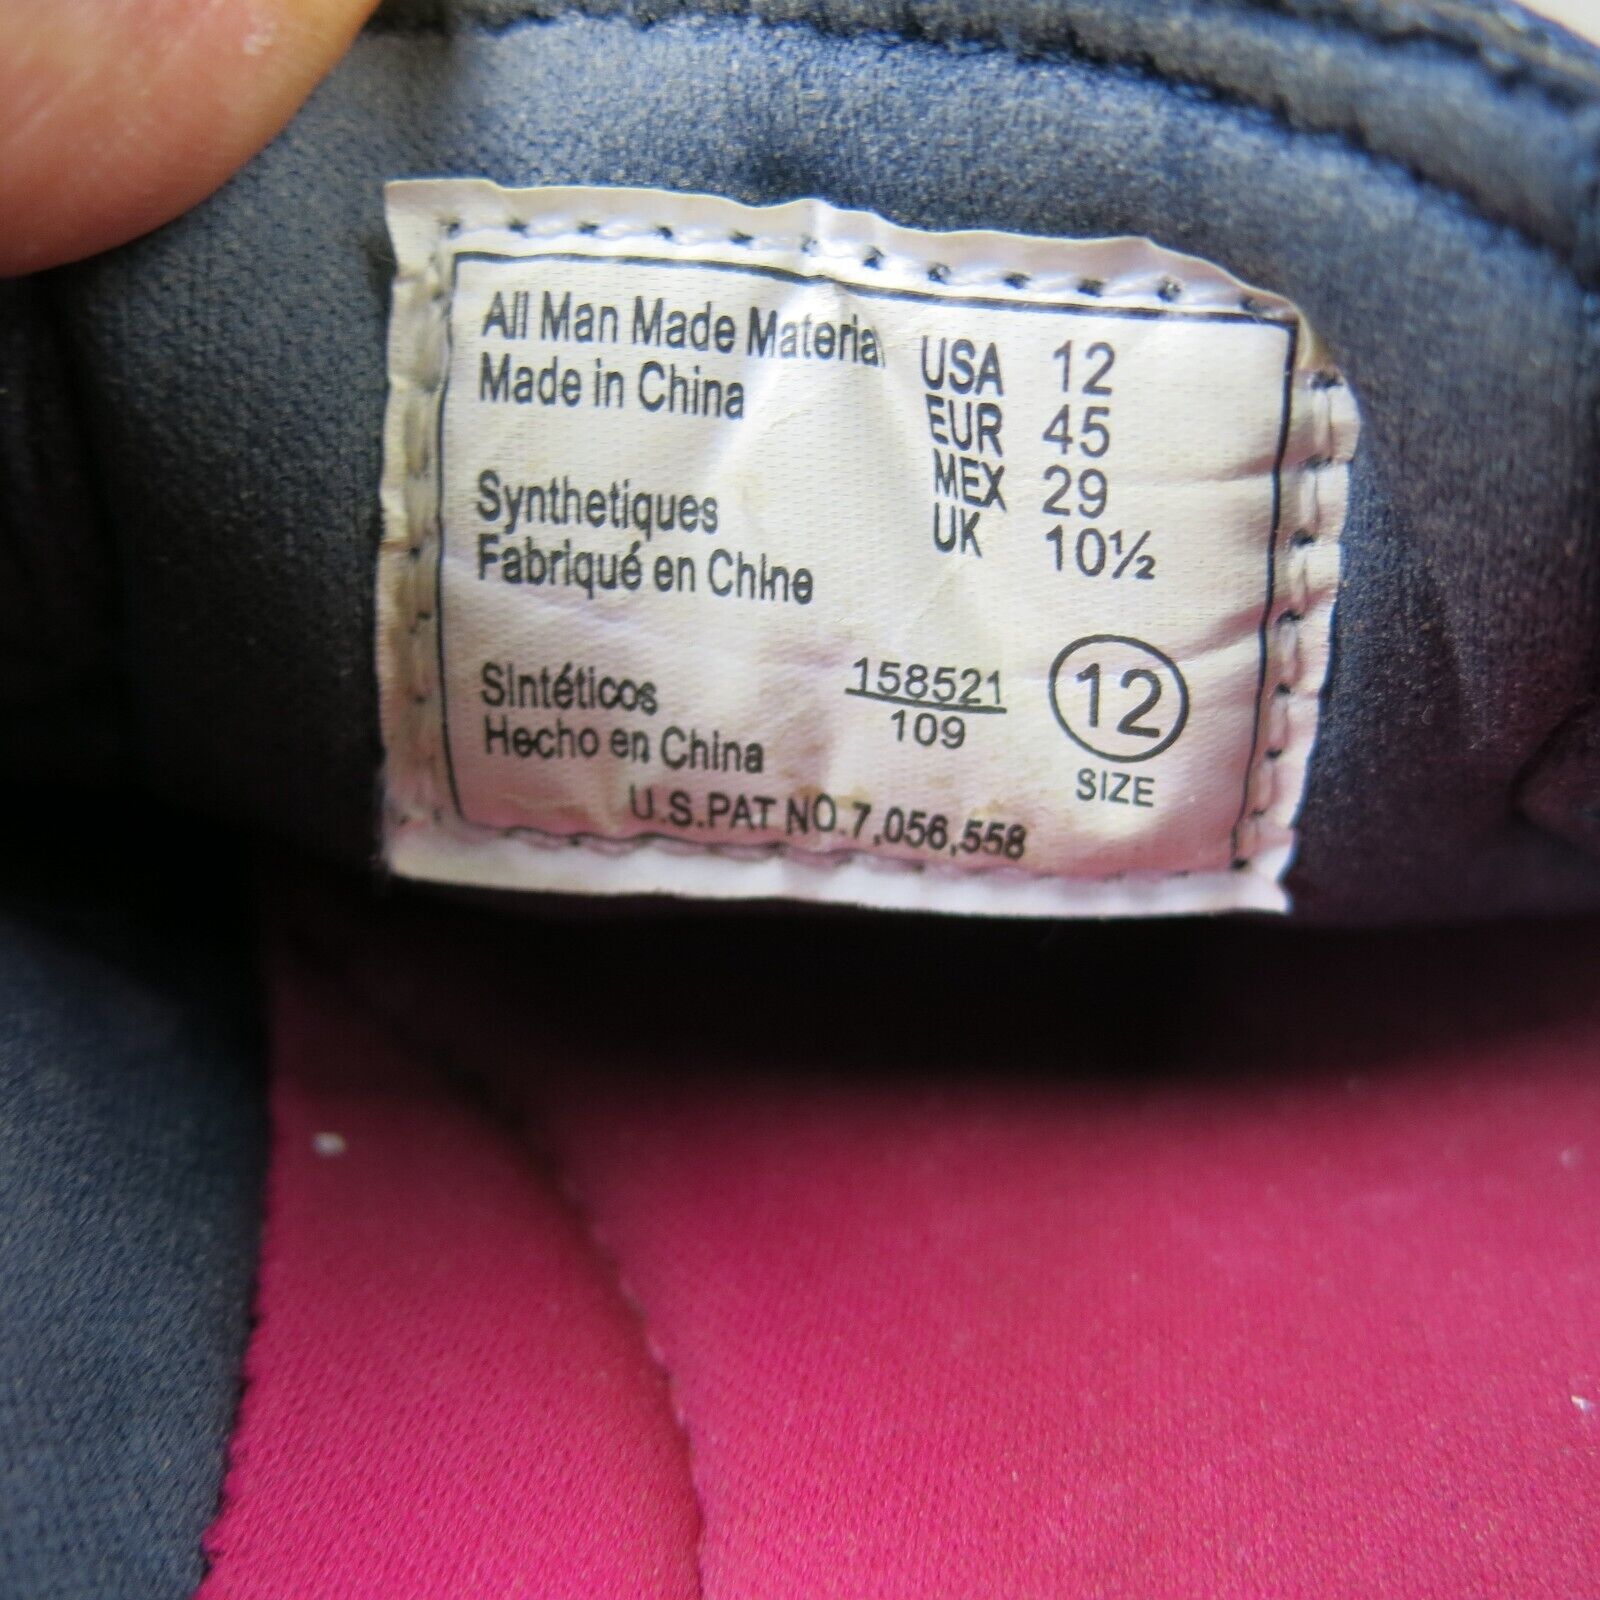 All Man Made Material
Made in China
USA 12
EUR 45
MEX 29
UK 10½
Synthetiques
Fabriqué en Chine
Sintéticos
Hecho en China
158521
109
12
SIZE
U.S.PAT NO.7,056,558